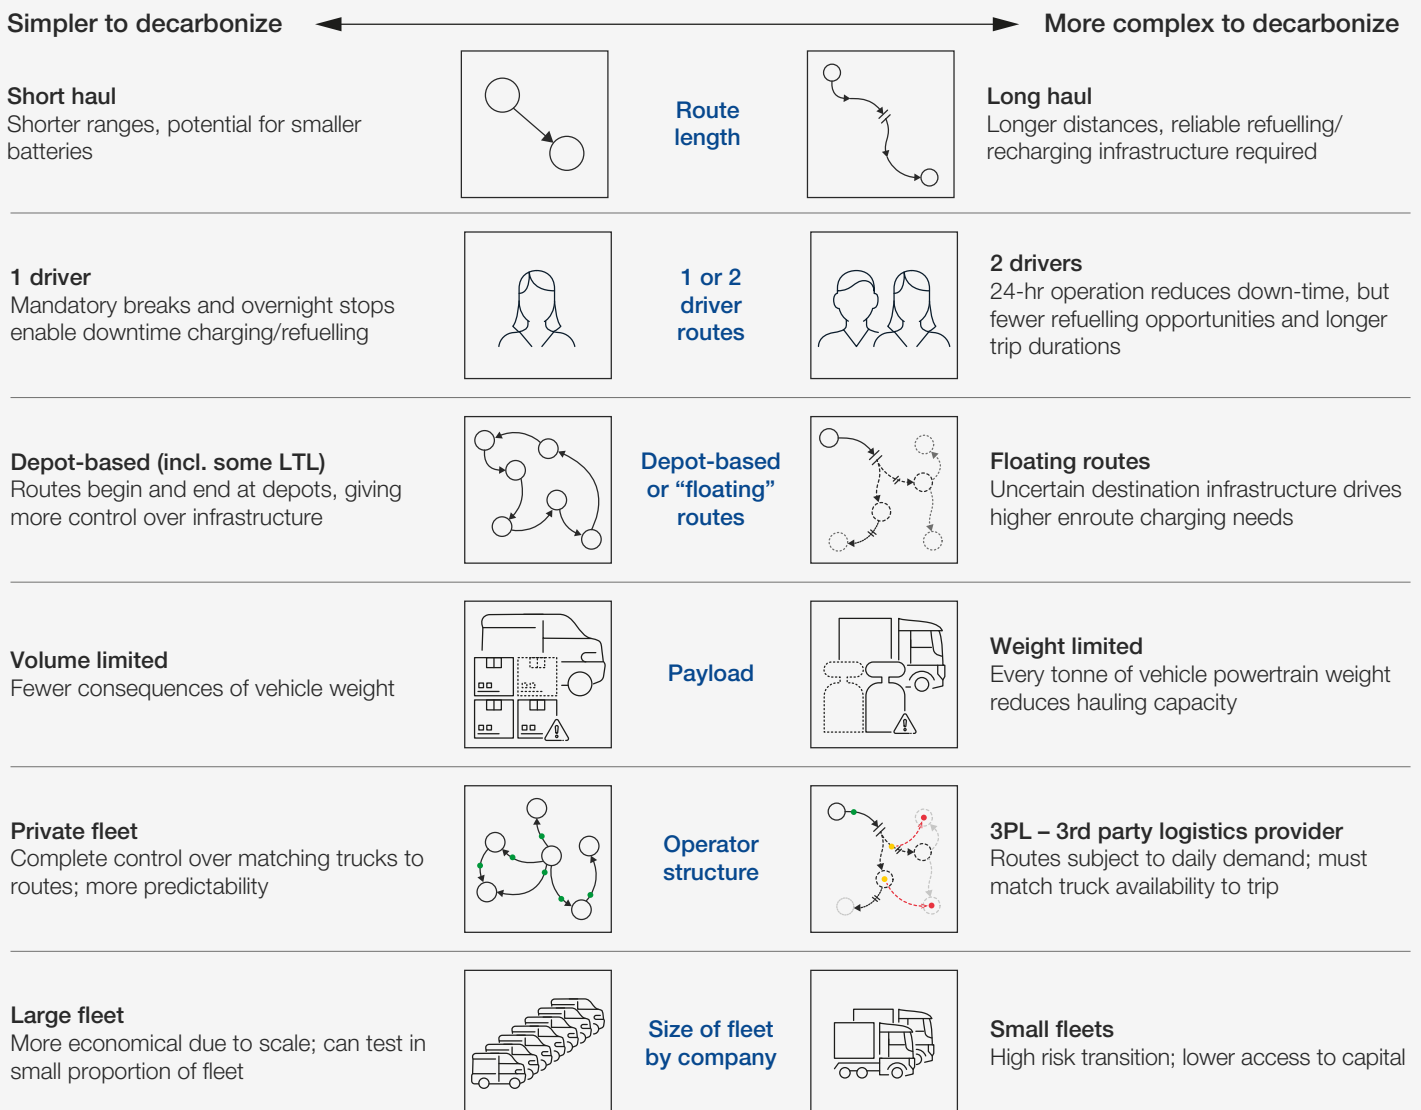 Simpler to decarbonize
More complex to decarbonize
Short haul
Shorter ranges, potential for smaller
batteries
Route
length
Long haul
Longer distances, reliable refuelling/
recharging infrastructure required
1 driver
Mandatory breaks and overnight stops
enable downtime charging/refuelling
1 or 2
driver
routes
2 drivers
24-hr operation reduces down-time, but
fewer refuelling opportunities and longer
trip durations
Depot-based (incl. some LTL)
Routes begin and end at depots, giving
more control over infrastructure
Depot-based
or “floating”
routes
Floating routes
Uncertain destination infrastructure drives
higher enroute charging needs
Volume limited
Fewer consequences of vehicle weight
Payload
Weight limited
Every tonne of vehicle powertrain weight
reduces hauling capacity
Private fleet
Complete control over matching trucks to
routes; more predictability
Operator
structure
3PL – 3rd party logistics provider
Routes subject to daily demand; must
match truck availability to trip
Large fleet
More economical due to scale; can test in
small proportion of fleet
Size of fleet
by company
Small fleets
High risk transition; lower access to capital